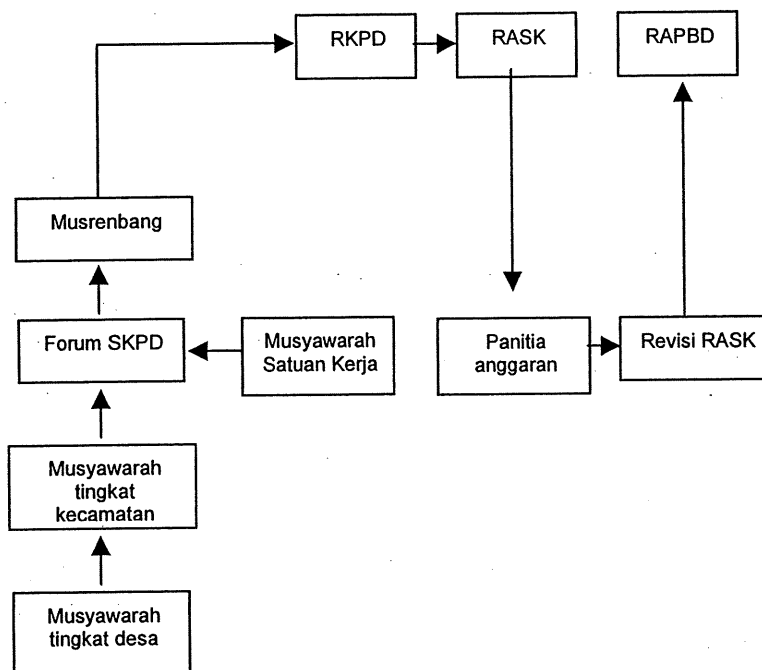 RKPD
RASK
RAPBD
Musrenbang
Forum SKPD
Musyawarah
Satuan Kerja
Panitia
anggaran
Revisi RASK
Musyawarah
tingkat
kecamatan
Musyawarah
tingkat desa